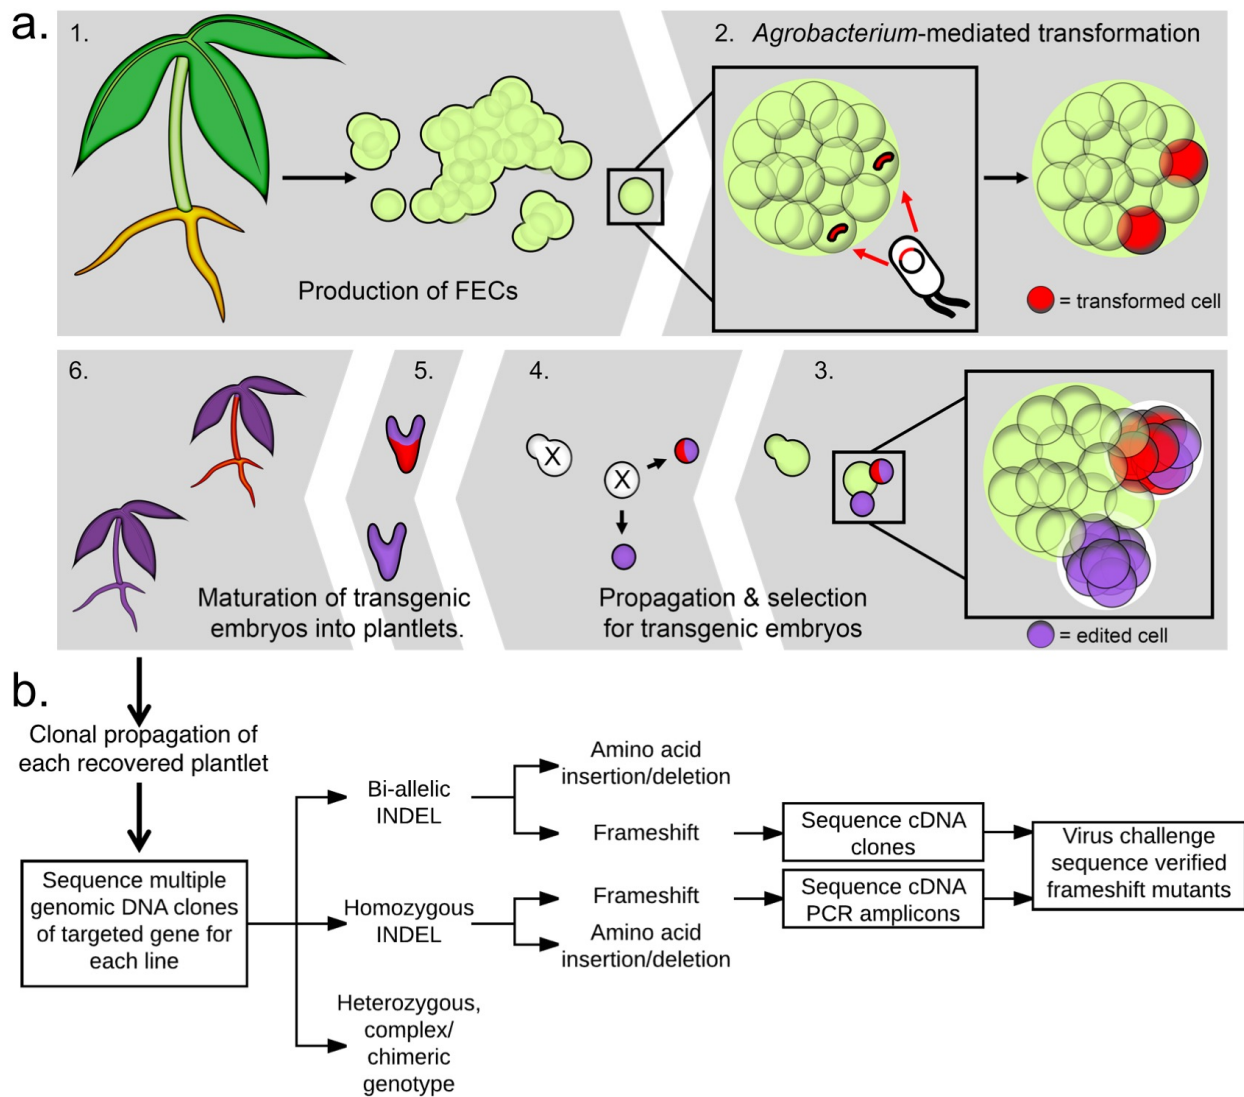 a.
1.
Production of FECs
2. Agrobacterium-mediated transformation
= transformed cell
6.
5.
4.
3.
X
X
Maturation of transgenic
embryos into plantlets.
Propagation & selection
for transgenic embryos
= edited cell
b.
Clonal propagation of
each recovered plantlet
Sequence multiple
genomic DNA clones
of targeted gene for
each line
Bi-allelic
INDEL
Amino acid
insertion/deletion
Frameshift
Sequence cDNA
clones
Homozygous
INDEL
Frameshift
Sequence cDNA
PCR amplicons
Amino acid
insertion/deletion
Virus challenge
sequence verified
frameshift mutants
Heterozygous,
complex/
chimeric
genotype